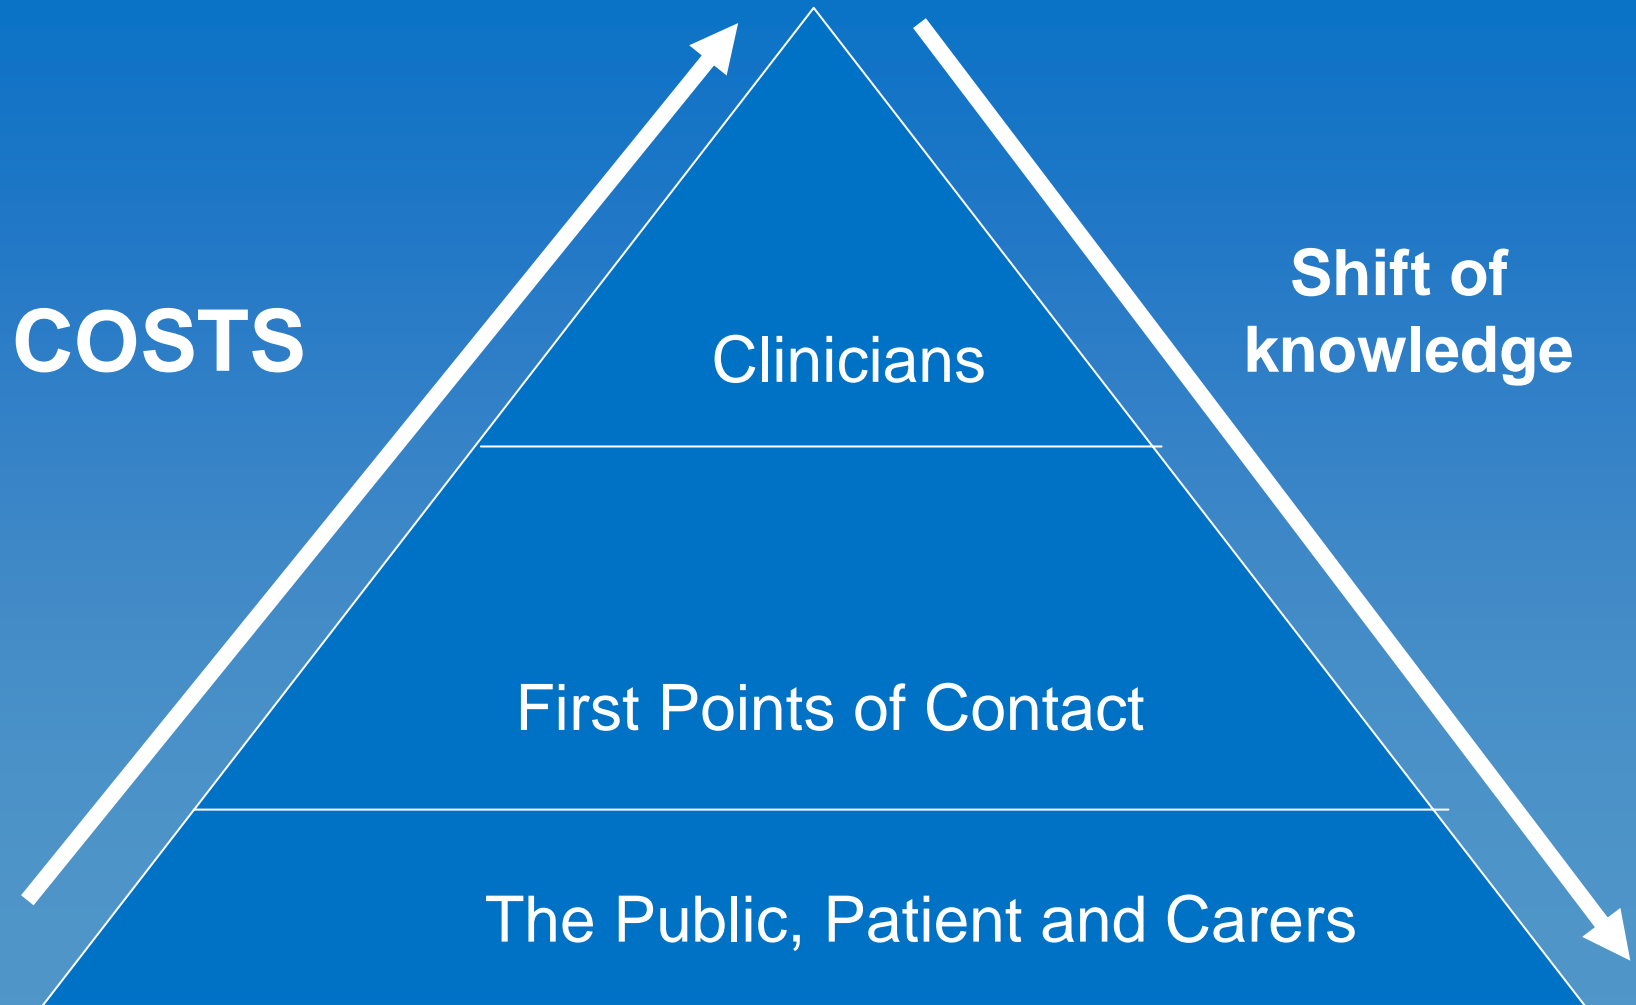 COSTS
Shift of
knowledge
Clinicians
First Points of Contact
The Public, Patient and Carers